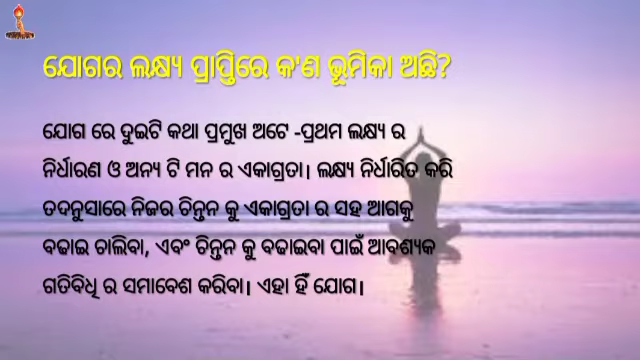 ଯୋଗର ଲକ୍ଷ୍ୟ ପ୍ରାପ୍ତିରେ କ'ଣ ଭୂମିକା ଅଛି?
ଯୋଗ ରେ ଦୁଇଟି କଥା ପ୍ରମୁଖ ଅଟେ -ପ୍ରଥମ ଲକ୍ଷ୍ୟ ର
ନିର୍ଧାରଣ ଓ ଅନ୍ୟ ଟି ମନ ର ଏକାଗ୍ରତା। ଲକ୍ଷ୍ୟ ନିର୍ଧାରିତ କରି
ତଦନୁସାରେ ନିଜର ଚିନ୍ତନ କୁ ଏକାଗ୍ରତା ର ସହ ଆଗକୁ
ବଢାଇ ଚାଲିବା, ଏବଂ ଚିନ୍ତନ କୁ ବଢାଇବା ପାଇଁ ଆବଶ୍ୟକ
ଗତିବିଧି ର ସମାବେଶ କରିବା। ଏହା ହିଁ ଯୋଗ।